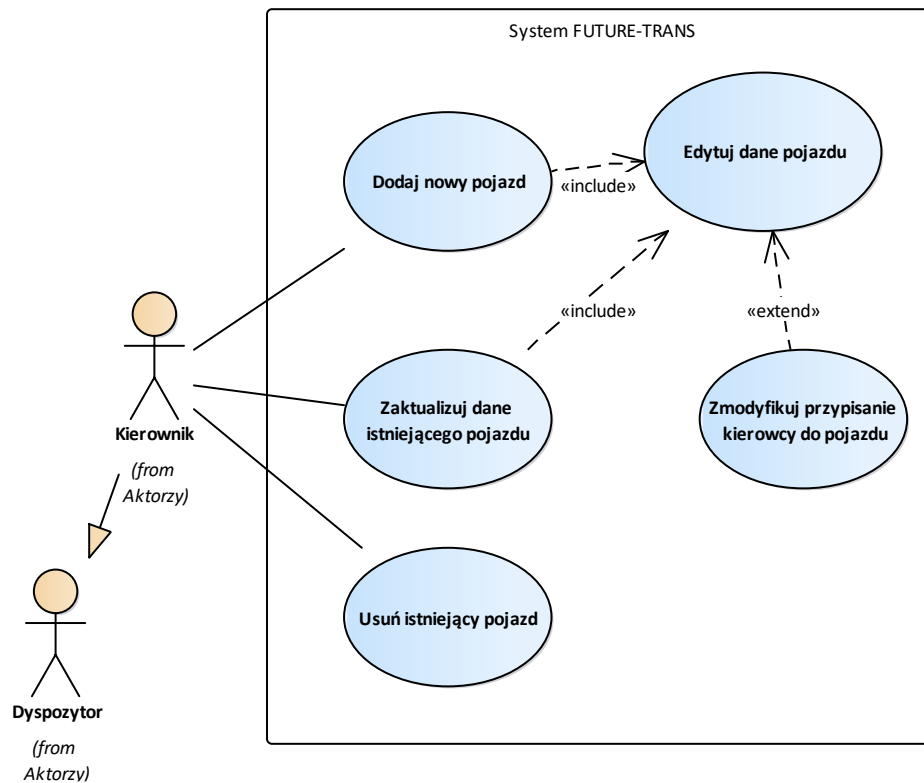 System FUTURE-TRANS
Edytuj dane pojazdu
Dodaj nowy pojazd
«include»
«include»
«extend»
Zaktualizuj dane
istniejącego pojazdu
Zmodyfikuj przypisanie
kierowcy do pojazdu
Kierownik
(from
Aktorzy)
Usuń istniejący pojazd
Dyspozytor
(from
Aktorzy)